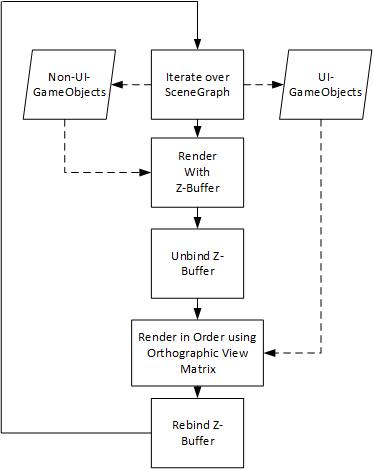 Non-UI-
GameObjects
Iterate over
SceneGraph
UI-
GameObjects
Render
With
Z-Buffer
Unbind Z-
Buffer
Render in Order using
Orthographic View
Matrix
Rebind Z-
Buffer